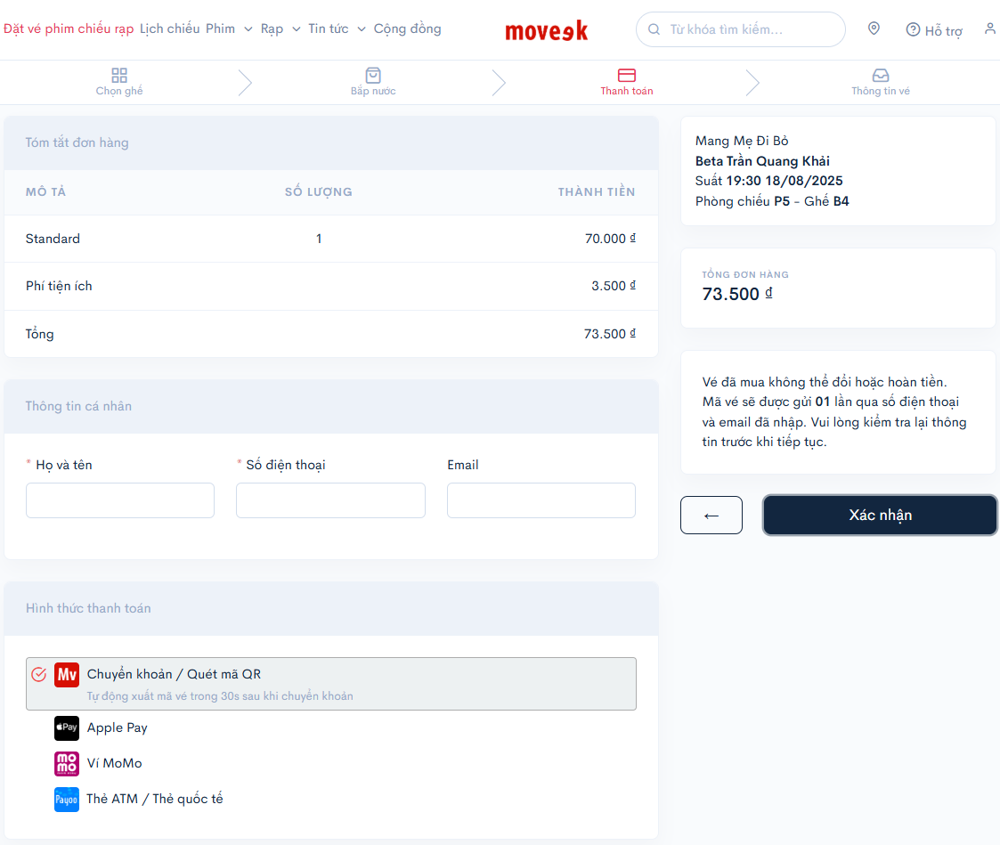 Đặt vé phim chiếu rạp Lịch chiếu Phim Rạp Tin tức Cộng đồng
moveek
Từ khóa tìm kiếm...
Hỗ trợ
Chọn ghế
Bắp nước
Thanh toán
Thông tin vé
Tóm tắt đơn hàng
MÔ TẢ SỐ LƯỢNG THÀNH TIỀN
Standard 1 70.000 đ
Phí tiện ích 3.500 đ
Tổng 73.500 đ
Thông tin cá nhân
* Họ và tên * Số điện thoại Email
Hình thức thanh toán
Mv Chuyển khoản / Quét mã QR
Tự động xuất mã vé trong 30s sau khi chuyển khoản
Pay Apple Pay
mo
mo
Ví MoMo
Payoo Thẻ ATM / Thẻ quốc tế
Mang Mẹ Đi Bỏ
Beta Trần Quang Khải
Suất 19:30 18/08/2025
Phòng chiếu P5 - Ghế B4
TỔNG ĐƠN HÀNG
73.500 đ
Vé đã mua không thể đổi hoặc hoàn tiền.
Mã vé sẽ được gửi 01 lần qua số điện thoại
và email đã nhập. Vui lòng kiểm tra lại thông
tin trước khi tiếp tục.
← Xác nhận